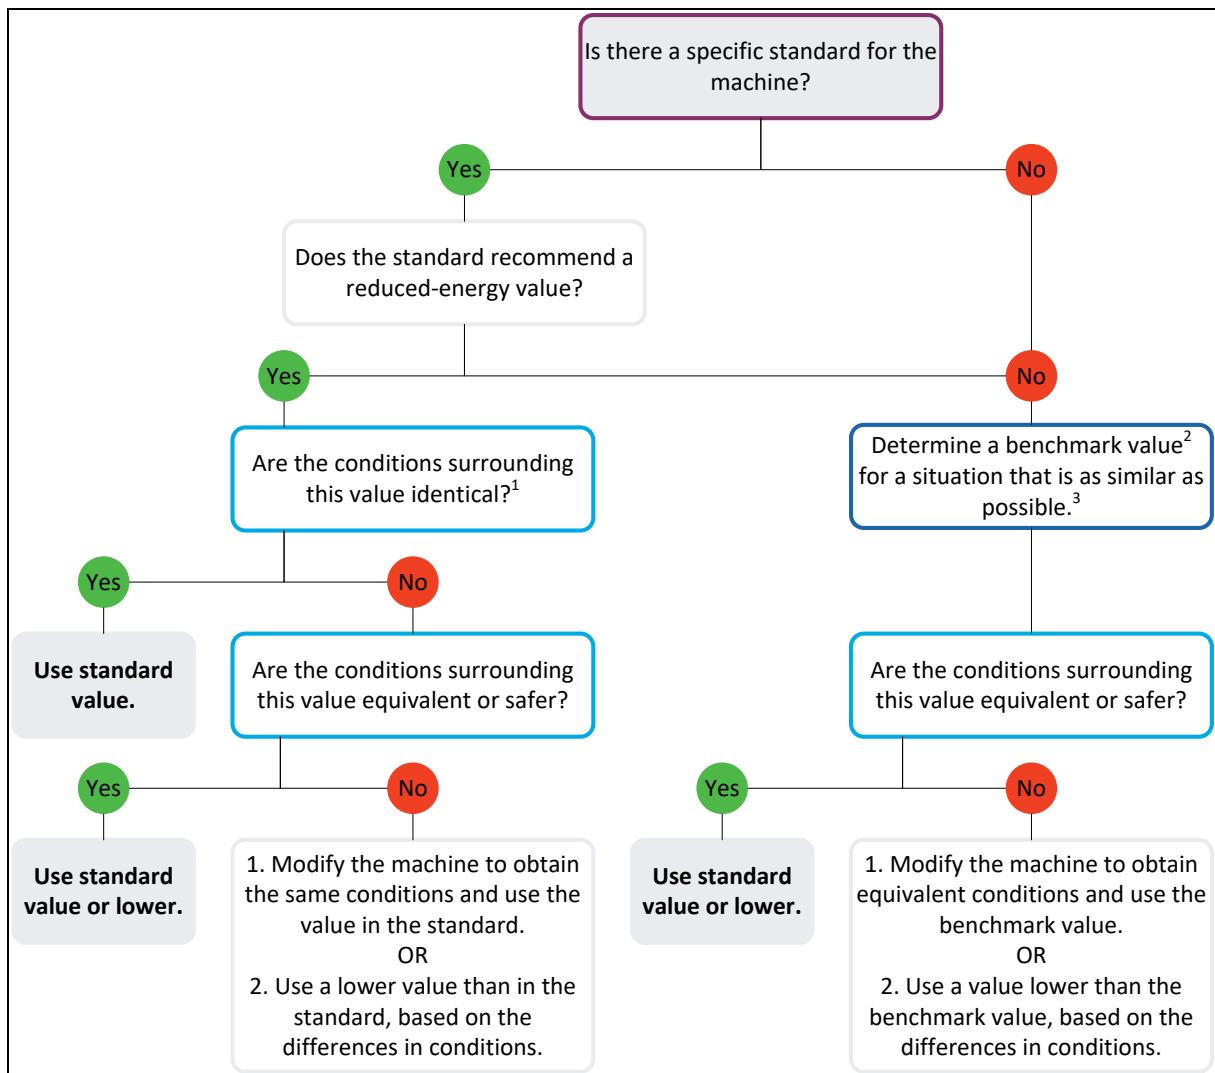 Is there a specific standard for the
machine?
Yes
No
Does the standard recommend a
reduced-energy value?
Yes
No
Are the conditions surrounding
this value identical?1
Determine a benchmark value2
for a situation that is as similar as
possible.3
Yes
No
Use standard
value.
Are the conditions surrounding
this value equivalent or safer?
Are the conditions surrounding
this value equivalent or safer?
Yes
No
Yes
No
Use standard
value or lower.
1. Modify the machine to obtain
the same conditions and use the
value in the standard.
OR
2. Use a lower value than in the
standard, based on the
differences in conditions.
Use standard
value or lower.
1. Modify the machine to obtain
equivalent conditions and use the
benchmark value.
OR
2. Use a value lower than the
benchmark value, based on the
differences in conditions.